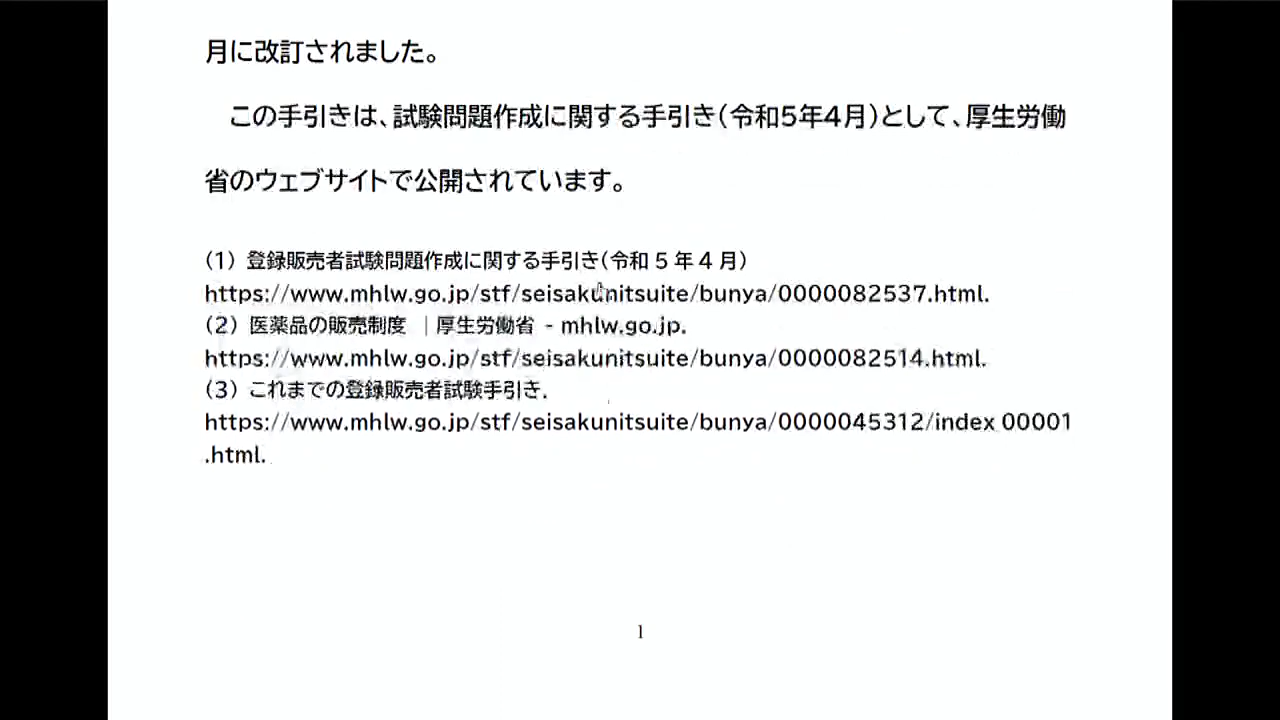 月に改訂されました。
この手引きは、試験問題作成に関する手引き（令和5年4月）として、厚生労働
省のウェブサイトで公開されています。
（1） 登録販売者試験問題作成に関する手引き（令和 5 年 4 月）
https://www.mhlw.go.jp/stf/seisakunitsuite/bunya/0000082537.html.
（2） 医薬品の販売制度 ｜厚生労働省 - mhlw.go.jp.
https://www.mhlw.go.jp/stf/seisakunitsuite/bunya/0000082514.html.
（3） これまでの登録販売者試験手引き.
https://www.mhlw.go.jp/stf/seisakunitsuite/bunya/0000045312/index_00001
.html.
1